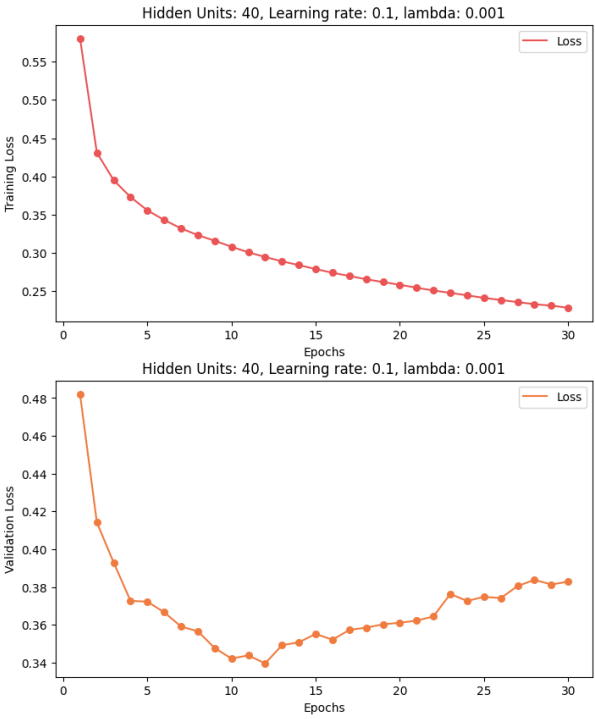 Hidden Units: 40, Learning rate: 0.1, lambda: 0.001
Loss
0.55
0.50
0.45
0.40
0.35
0.30
0.25
Training Loss
0 5 10 15 20 25 30
Epochs
Hidden Units: 40, Learning rate: 0.1, lambda: 0.001
Loss
0.48
0.46
0.44
0.42
0.40
0.38
0.36
0.34
Validation Loss
0 5 10 15 20 25 30
Epochs